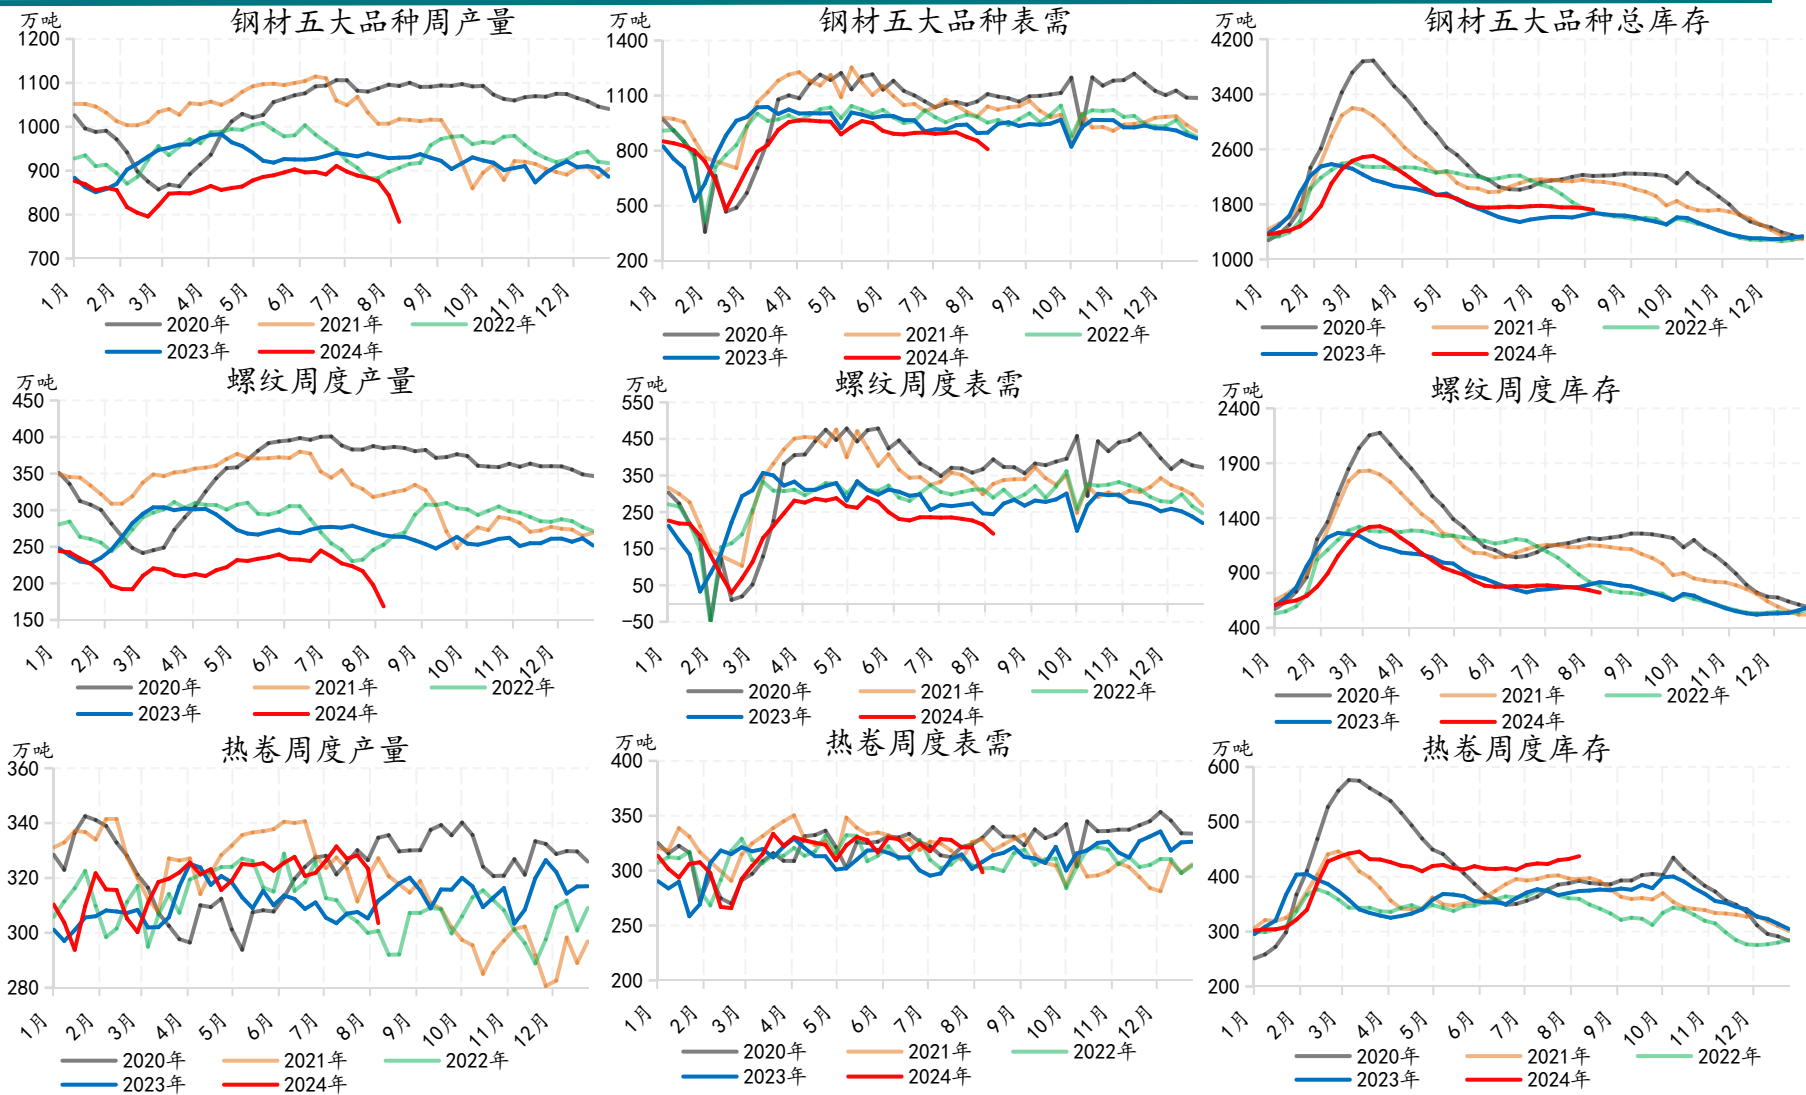 万吨
钢材五大品种周产量
1200
1100
1000
900
800
700
1月 2月 3月 4月 5月 6月 7月 8月 9月 10月 11月 12月
2020年 2021年 2022年
2023年 2024年
万吨
钢材五大品种表需
1400
1100
800
500
200
1月 2月 3月 4月 5月 6月 7月 8月 9月 10月 11月 12月
2020年 2021年 2022年
2023年 2024年
万吨
钢材五大品种总库存
4200
3400
2600
1800
1000
1月 2月 3月 4月 5月 6月 7月 8月 9月 10月 11月 12月
2020年 2021年 2022年
2023年 2024年
万吨
螺纹周度产量
450
400
350
300
250
200
150
1月 2月 3月 4月 5月 6月 7月 8月 9月 10月 11月 12月
2020年 2021年 2022年
2023年 2024年
万吨
螺纹周度表需
550
450
350
250
150
50
-50
1月 2月 3月 4月 5月 6月 7月 8月 9月 10月 11月 12月
2020年 2021年 2022年
2023年 2024年
万吨
螺纹周度库存
2400
1900
1400
900
400
1月 2月 3月 4月 5月 6月 7月 8月 9月 10月 11月 12月
2020年 2021年 2022年
2023年 2024年
万吨
热卷周度产量
360
340
320
300
280
1月 2月 3月 4月 5月 6月 7月 8月 9月 10月 11月 12月
2020年 2021年 2022年
2023年 2024年
万吨
热卷周度表需
400
350
300
250
200
1月 2月 3月 4月 5月 6月 7月 8月 9月 10月 11月 12月
2020年 2021年 2022年
2023年 2024年
万吨
热卷周度库存
600
500
400
300
200
1月 2月 3月 4月 5月 6月 7月 8月 9月 10月 11月 12月
2020年 2021年 2022年
2023年 2024年